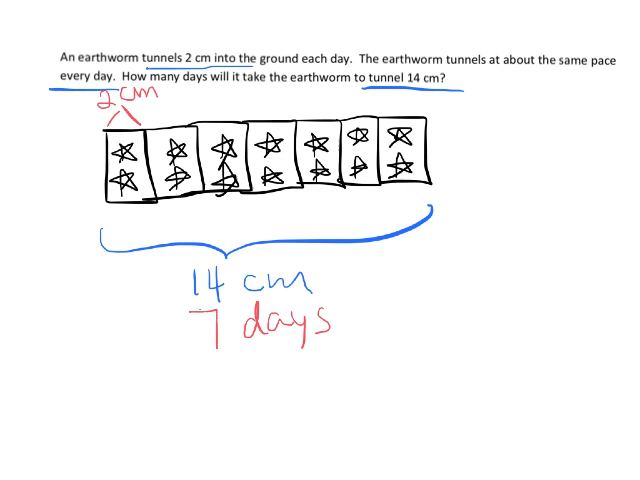 An earthworm tunnels 2 cm into the ground each day. The earthworm tunnels at about the same pace
every day. How many days will it take the earthworm to tunnel 14 cm?
2 cm
14 cm
7 days